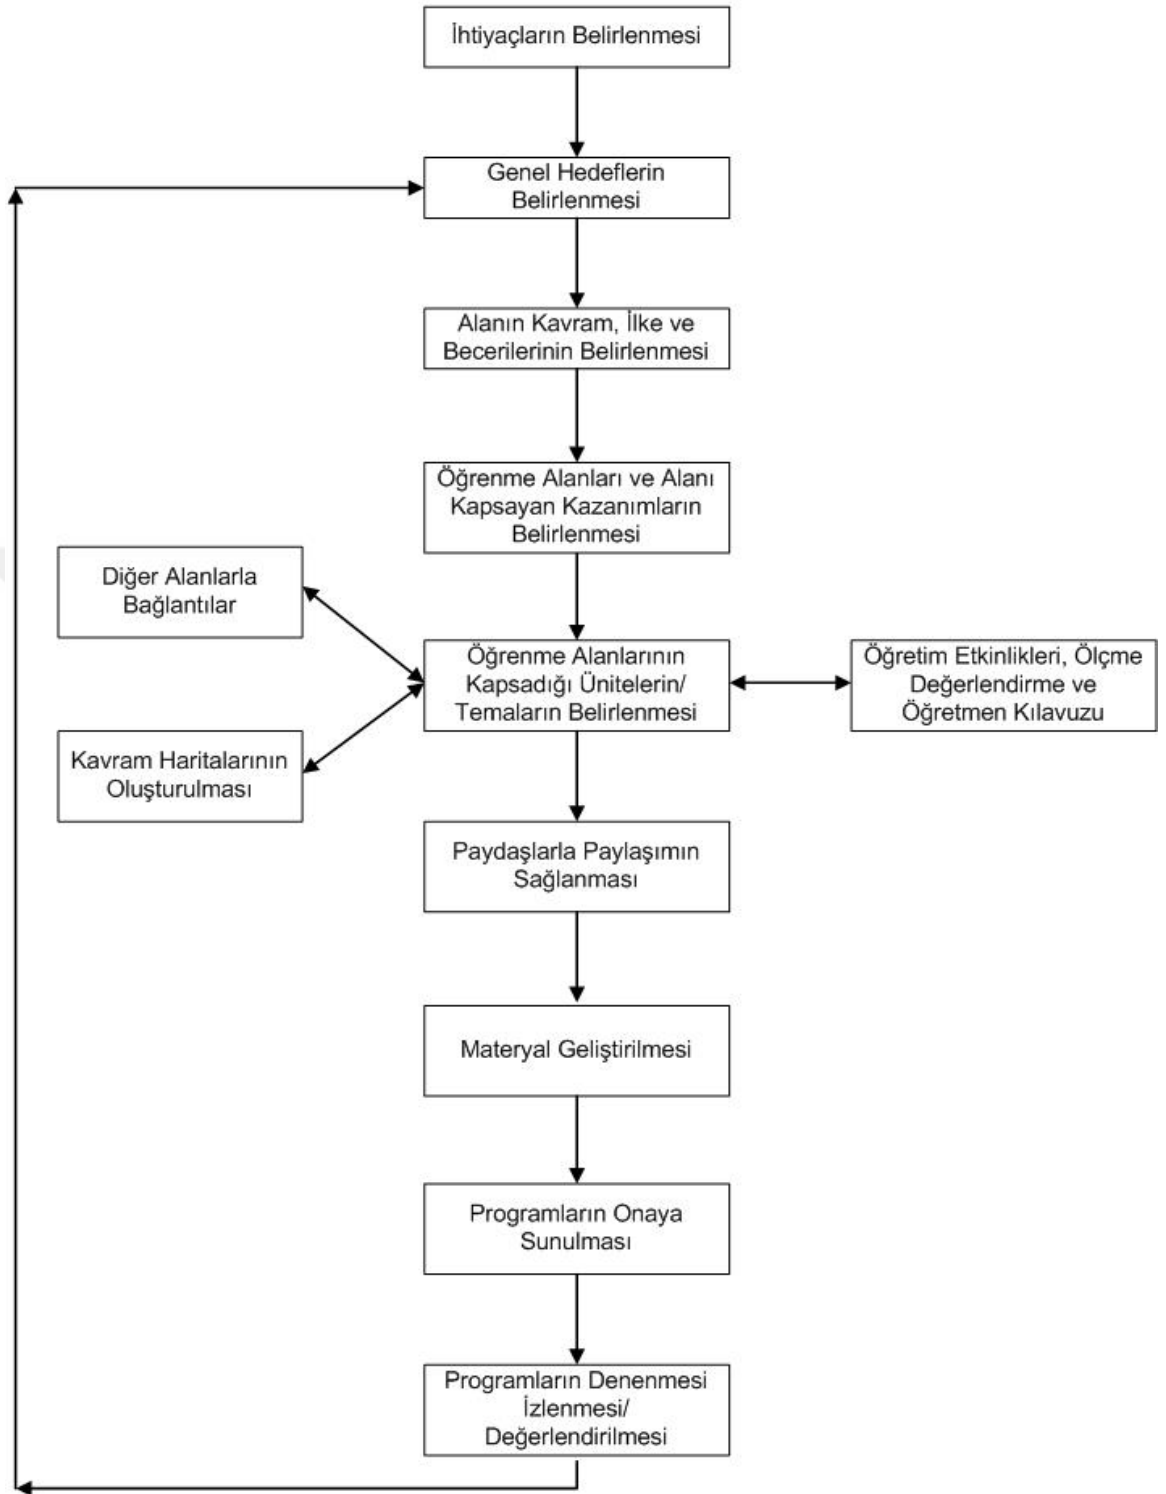 İhtiyaçların Belirlenmesi
Genel Hedeflerin
Belirlenmesi
Alanın Kavram, İlke ve
Becerilerinin Belirlenmesi
Öğrenme Alanları ve Alanı
Kapsayan Kazanımların
Belirlenmesi
Diğer Alanlarla
Bağlantılar
Öğrenme Alanlarının
Kapsadığı Ünitelerin/
Temaların Belirlenmesi
Öğretim Etkinlikleri, Ölçme
Değerlendirme ve
Öğretmen Kılavuzu
Kavram Haritalarının
Oluşturulması
Paydaşlarla Paylaşımın
Sağlanması
Materyal Geliştirilmesi
Programların Onaya
Sunulması
Programların Denenmesi
İzlenmesi/
Değerlendirilmesi